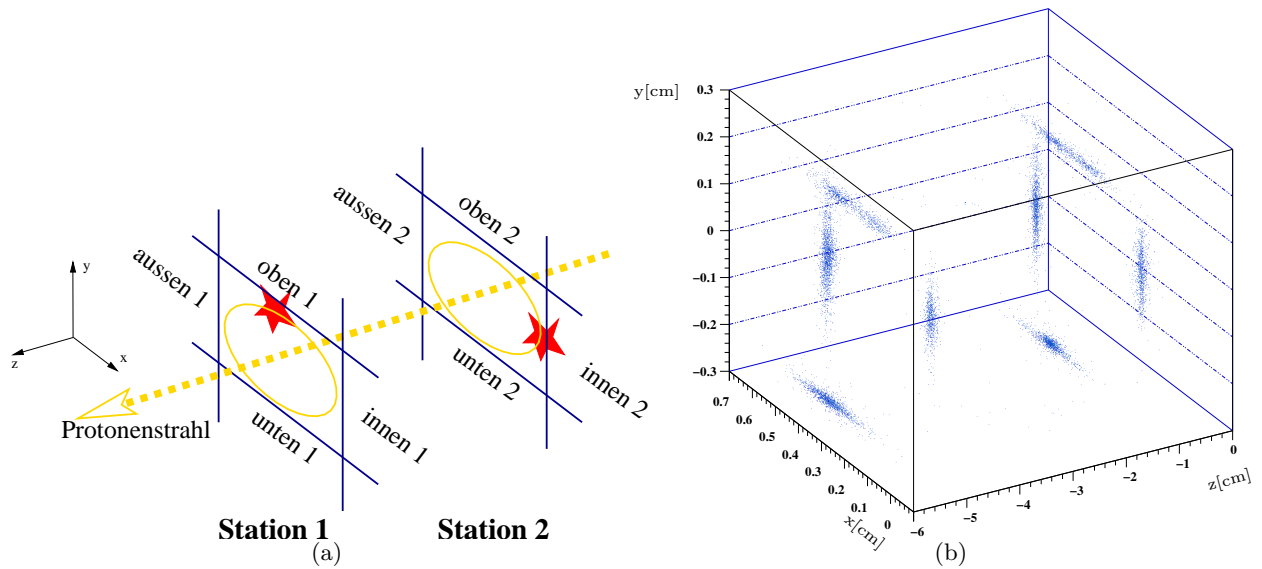 aussen 1
oben 1
unten 1
innen 1
aussen 2
oben 2
unten 2
innen 2
y
x
z
Protonenstrahl
Station 1
Station 2
(a)
y[cm]
0.3
0.2
0.1
0
−0.1
−0.2
−0.3
0.7
0.6
0.5
0.4
0.3
0.2
0.1
0
x[cm]
−6
−5
−4
−3
−2
−1
0
z[cm]
(b)